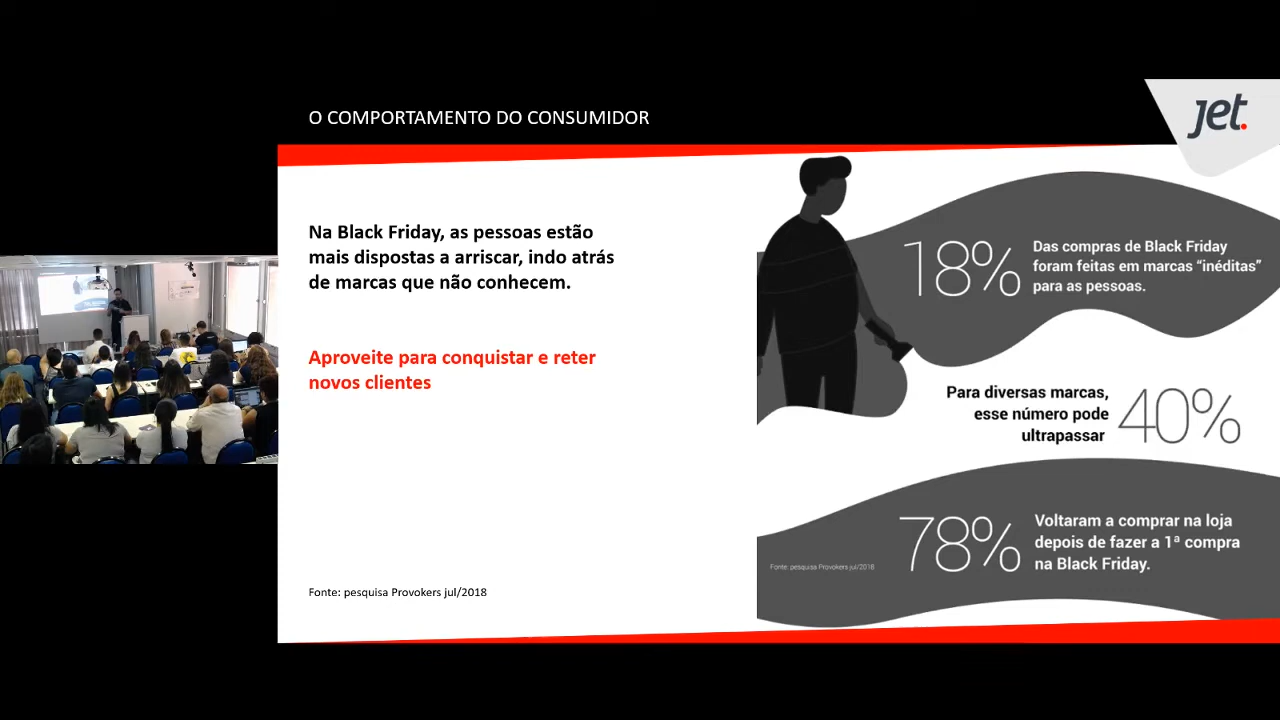 O COMPORTAMENTO DO CONSUMIDOR
jet.
Na Black Friday, as pessoas estão
mais dispostas a arriscar, indo atrás
de marcas que não conhecem.
Aproveite para conquistar e reter
novos clientes
Fonte: pesquisa Provokers jul/2018
18%
Das compras de Black Friday
foram feitas em marcas “inéditas”
para as pessoas.
Para diversas marcas,
esse número pode
ultrapassar
40%
78%
Voltaram a comprar na loja
depois de fazer a 1ª compra
na Black Friday.
Fonte: pesquisa Provokers jul/2018